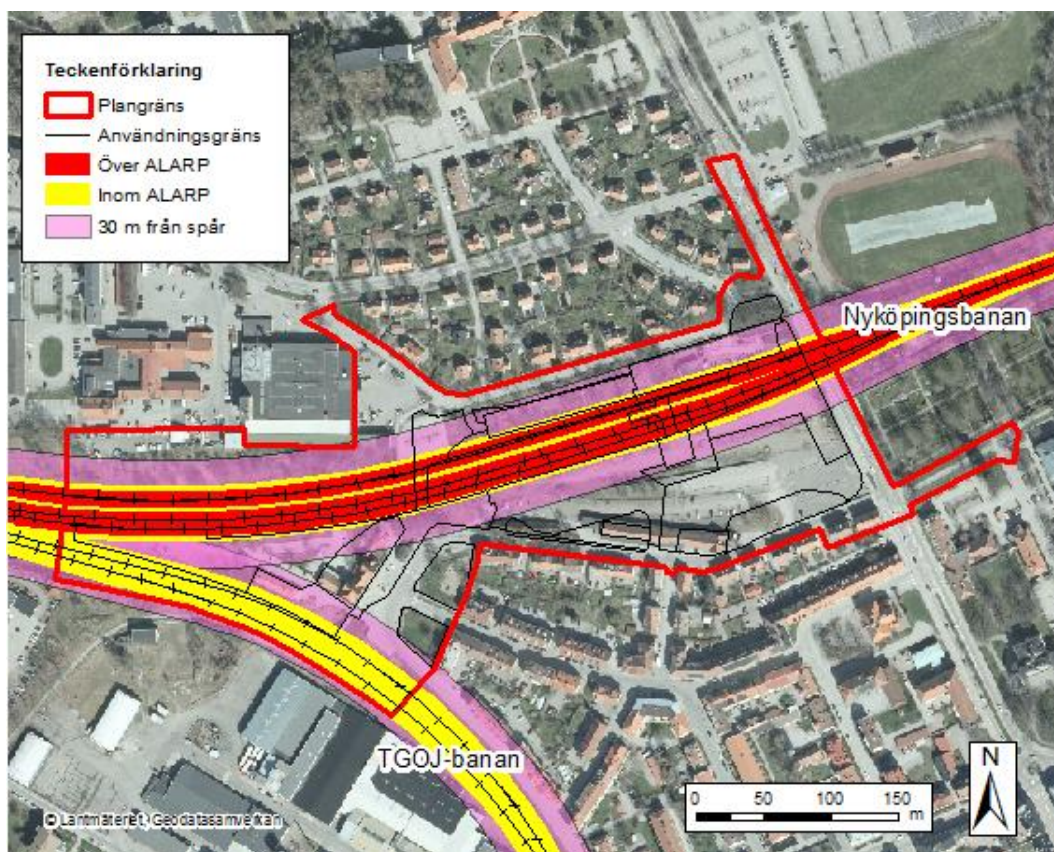 Teckenförklaring
Plangräns
Användningsgräns
Över ALARP
Inom ALARP
30 m från spår
Nyköpingsbanan
TGOJ-banan
N
0 50 100 150
m
© Lantmäteriet, Geodatasamverkan